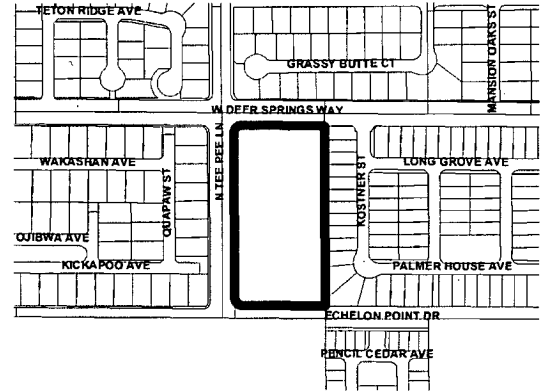 TETON RIDGE AVE
MANSION OAKS ST
GRASSY BUTTE CT
W DEER SPRINGS WAY
N TEE PEE LN
WAKASHAN AVE
LONG GROVE AVE
QUAPAW ST
KOSTNER ST
OJIBWA AVE
KICKAPOO AVE
PALMER HOUSE AVE
ECHELON POINT DR
PENCIL CEDAR AVE